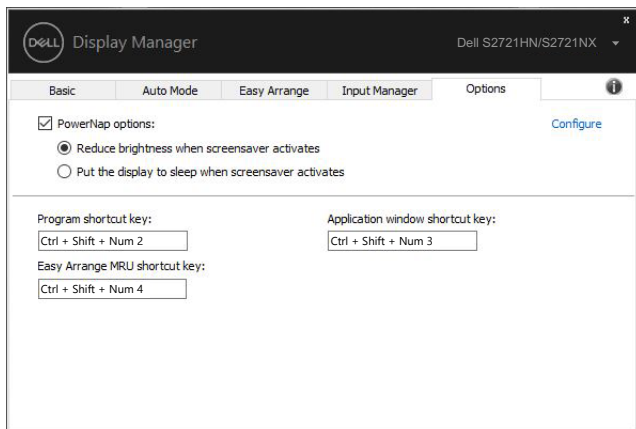 x
DELL Display Manager
Dell S2721HN/S2721NX
Basic Auto Mode Easy Arrange Input Manager Options
PowerNap options: Configure
Reduce brightness when screensaver activates
Put the display to sleep when screensaver activates
Program shortcut key: Application window shortcut key:
Ctrl + Shift + Num 2 Ctrl + Shift + Num 3
Easy Arrange MRU shortcut key:
Ctrl + Shift + Num 4